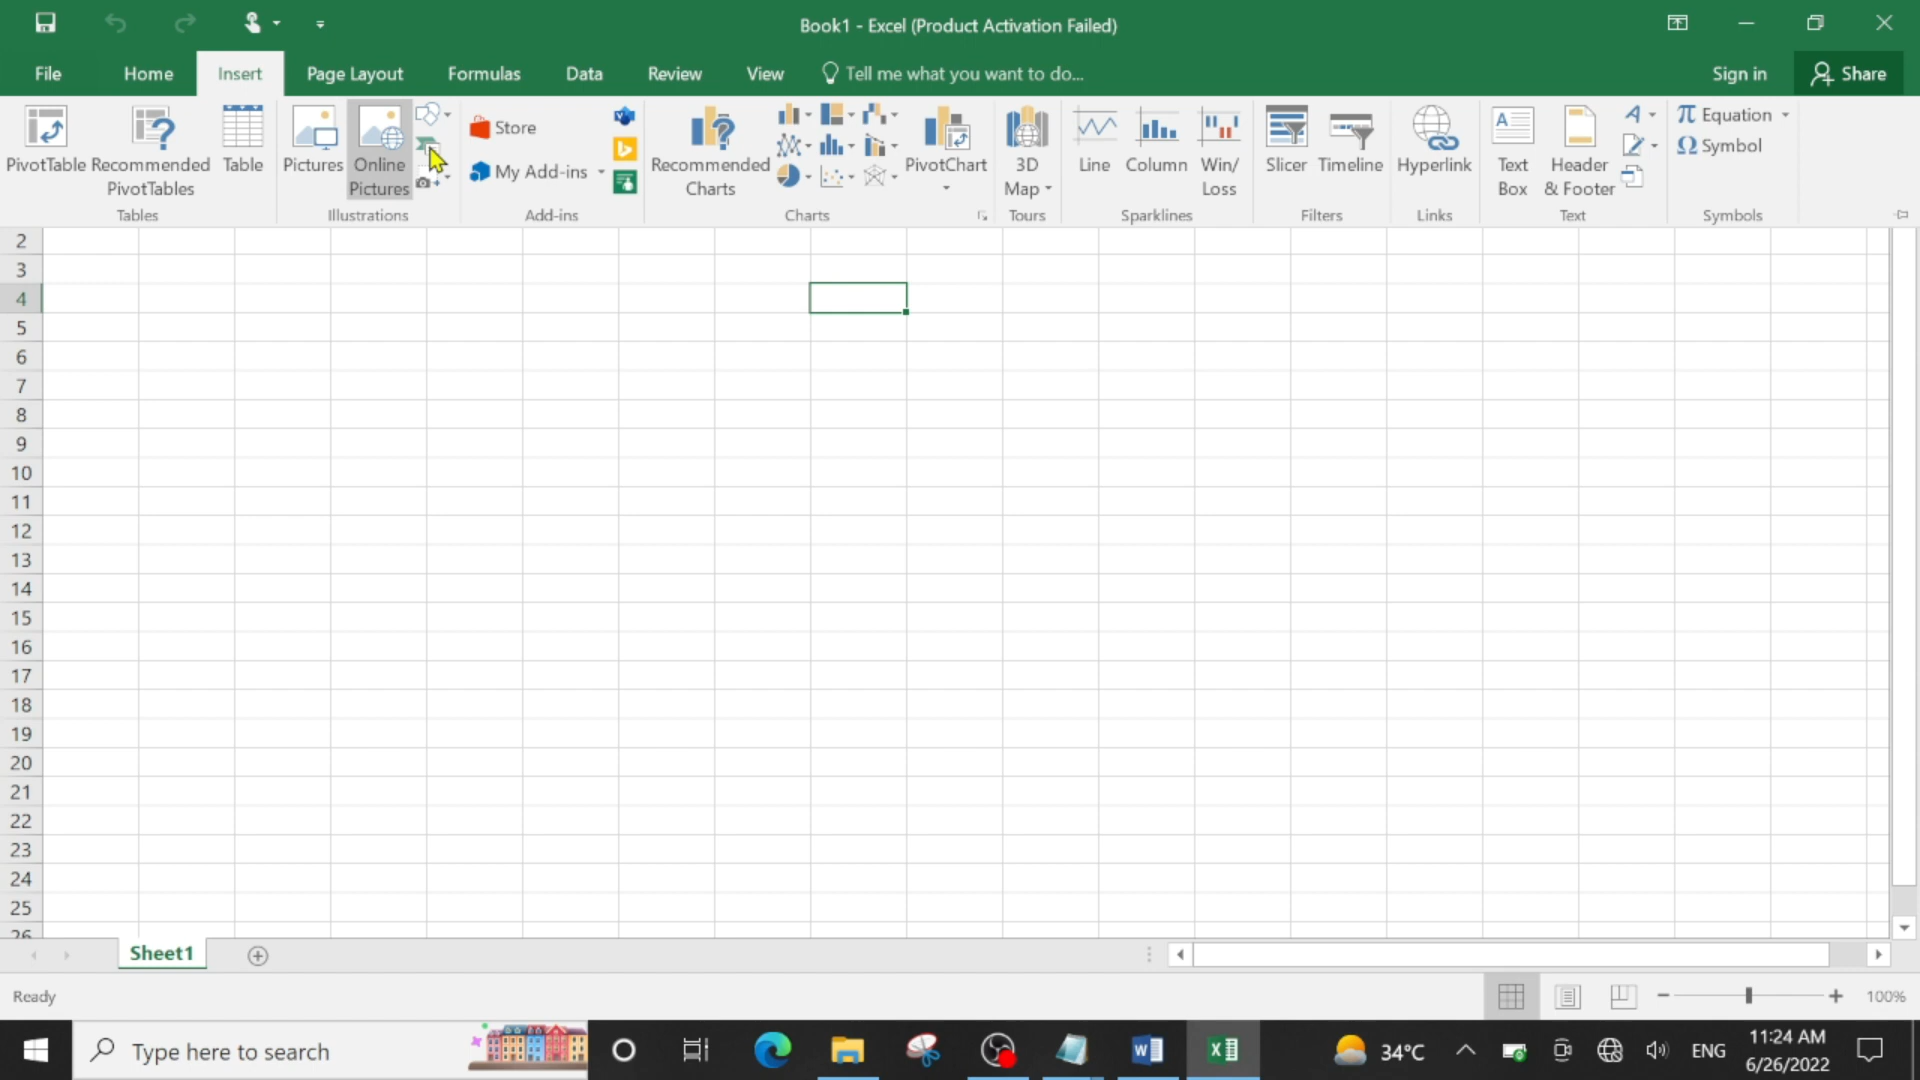 Book1 - Excel (Product Activation Failed)
File Home Insert Page Layout Formulas Data Review View Tell me what you want to do... Sign in Share
PivotTable Recommended PivotTables Table
Tables
Pictures Online Pictures
Illustrations
Store
My Add-ins
Add-ins
Recommended Charts PivotChart
Charts
3D Map
Tours
Line Column Win/ Loss
Sparklines
Slicer Timeline
Filters
Hyperlink
Links
Text Box Header & Footer
Text
π Equation
Ω Symbol
Symbols
2
3
4
5
6
7
8
9
10
11
12
13
14
15
16
17
18
19
20
21
22
23
24
25
26
Sheet1
Ready 100%
Type here to search 34°C ENG 11:24 AM
6/26/2022